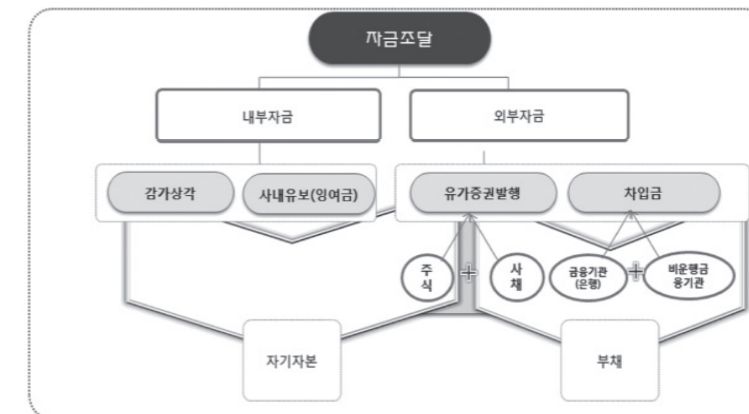 자금조달
내부자금
외부자금
감가상각
사내유보(잉여금)
유가증권발행
차입금
주
식
+
사
채
금융기관
(은행)
+
비운행금
융기관
자기자본
부채